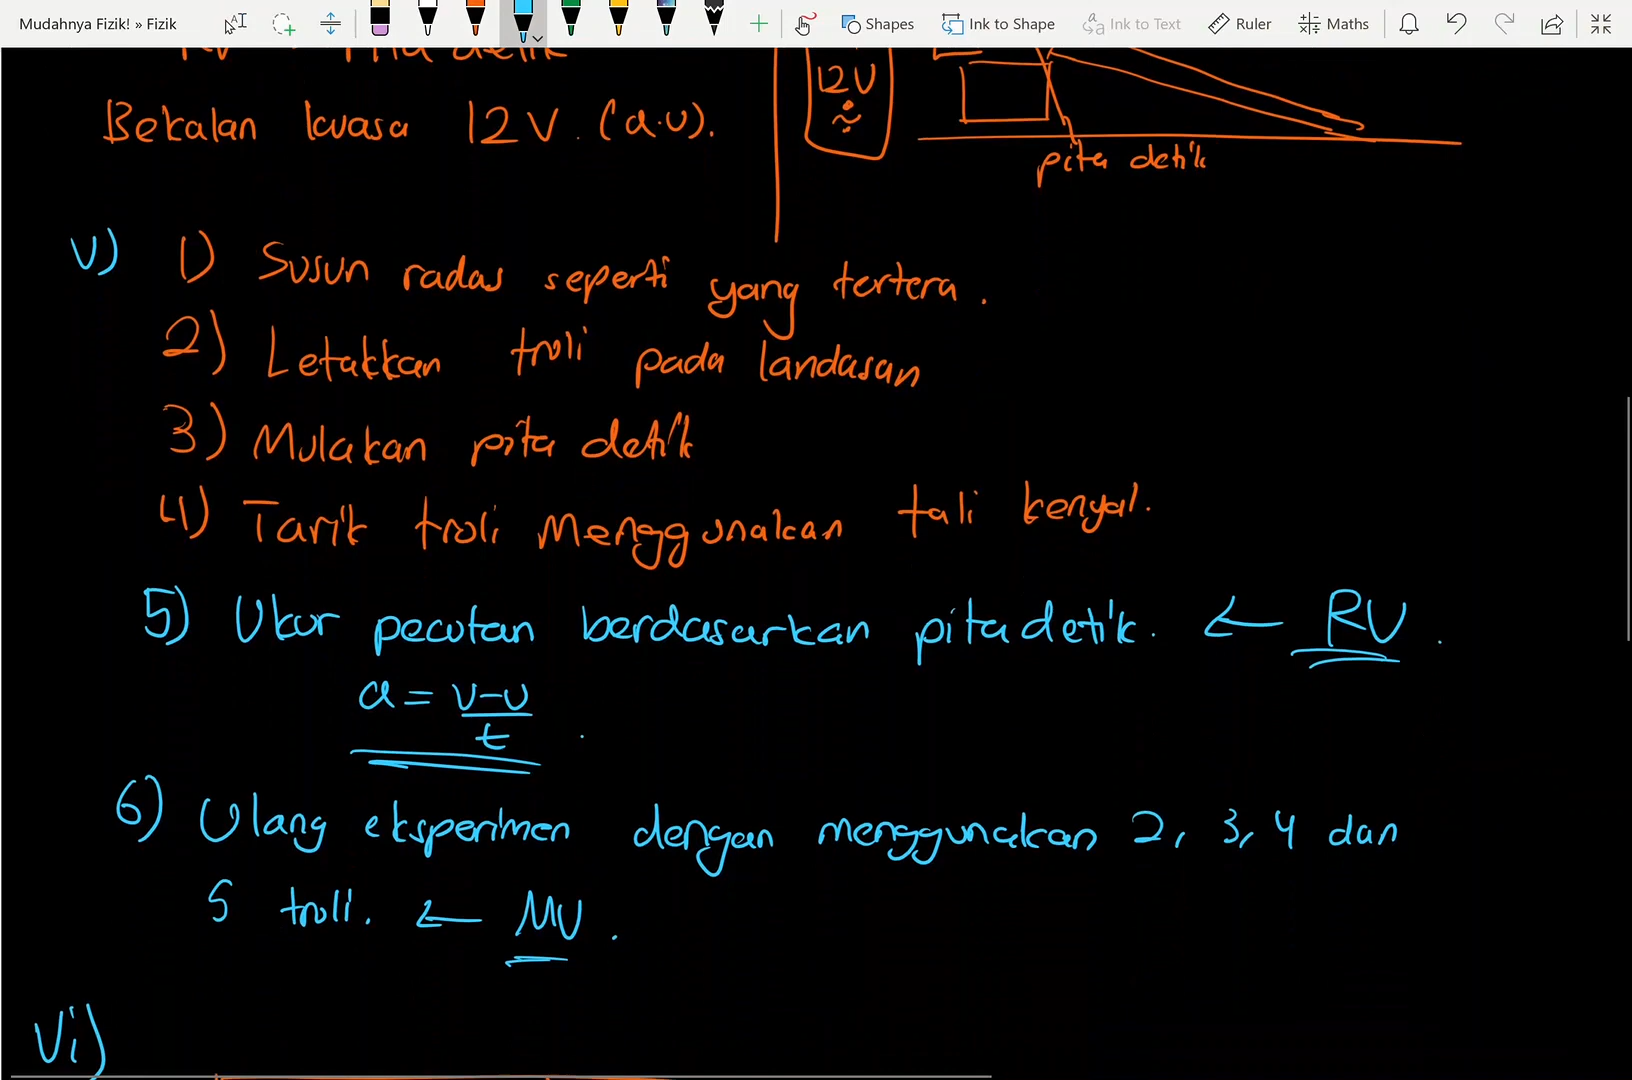 Mudahnya Fizik! » Fizik
Shapes
Ink to Shape
Ink to Text
Ruler
Maths
Bekalan kuasa 12V. (a.u).
12V
~
pita detik
v) 1) Susun radas seperti yang tertera.
2) Letakkan troli pada landasan
3) Mulakan pita detik
4) Tarik troli menggunakan tali kenyal.
5) Ukur pecutan berdasarkan pita detik. ← RV.
a = v-u/t
6) Ulang eksperimen dengan menggunakan 2, 3, 4 dan
5 troli. ← MV.
Vi)